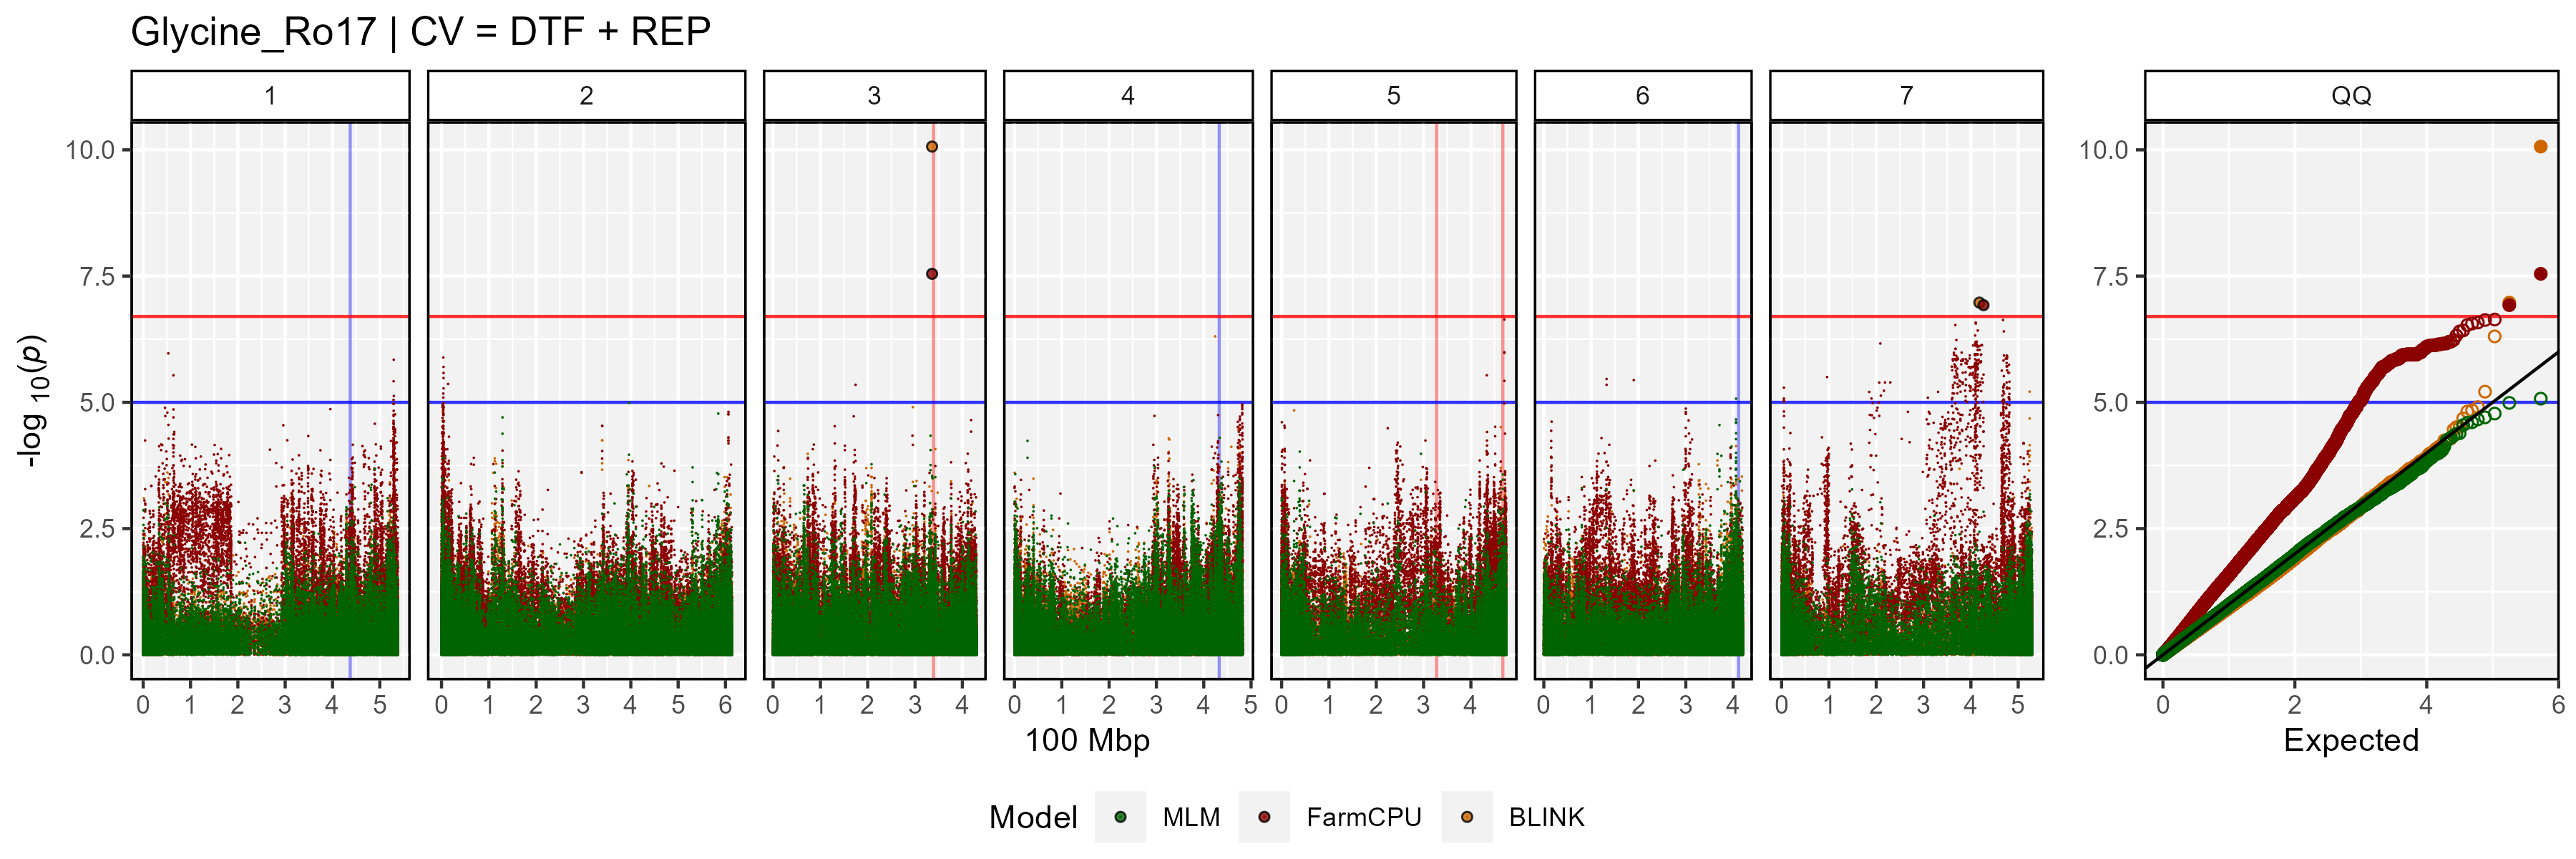 Glycine_Ro17 | CV = DTF + REP
1 2 3 4 5 6 7 QQ
-log 10(p)
10.0
7.5
5.0
2.5
0.0
10.0
7.5
5.0
2.5
0.0
0 1 2 3 4 5 0 1 2 3 4 5 6 0 1 2 3 4 0 1 2 3 4 5 0 1 2 3 4 0 1 2 3 4 0 1 2 3 4 5 0 2 4 6
100 Mbp Expected
Model MLM FarmCPU BLINK